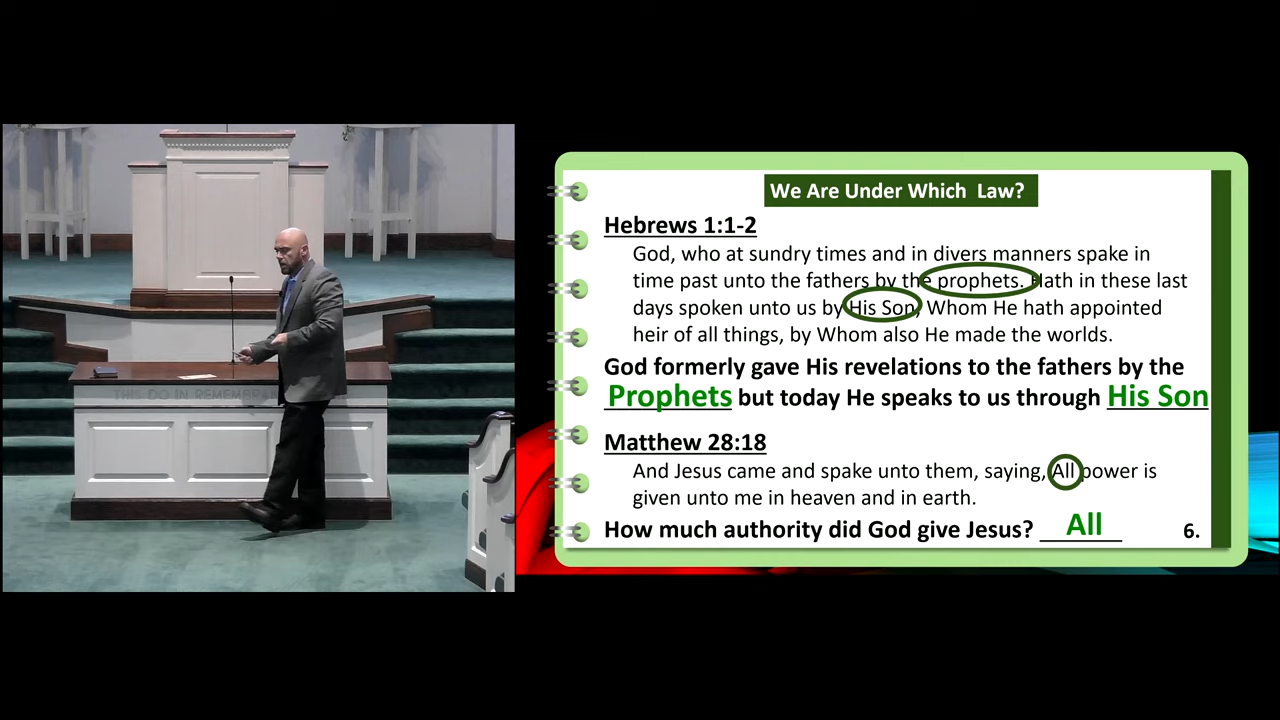 THIS DO IN REMEMBRAN
We Are Under Which Law?
Hebrews 1:1-2
God, who at sundry times and in divers manners spake in
time past unto the fathers by the prophets. Hath in these last
days spoken unto us by His Son, Whom He hath appointed
heir of all things, by Whom also He made the worlds.
God formerly gave His revelations to the fathers by the
Prophets but today He speaks to us through His Son
Matthew 28:18
And Jesus came and spake unto them, saying, All power is
given unto me in heaven and in earth.
How much authority did God give Jesus? All
6.